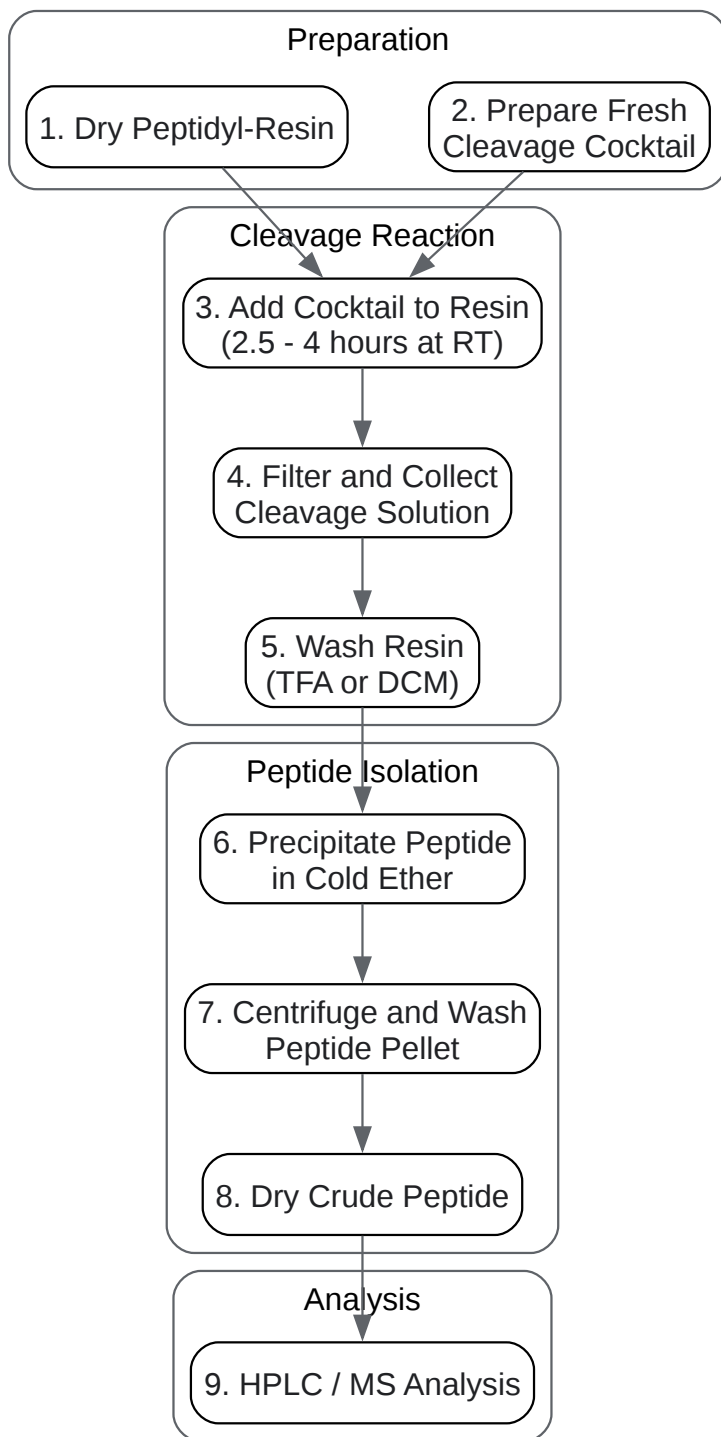 Preparation
1. Dry Peptidyl-Resin
2. Prepare Fresh
Cleavage Cocktail
Cleavage Reaction
3. Add Cocktail to Resin
(2.5 - 4 hours at RT)
4. Filter and Collect
Cleavage Solution
5. Wash Resin
(TFA or DCM)
Peptide Isolation
6. Precipitate Peptide
in Cold Ether
7. Centrifuge and Wash
Peptide Pellet
8. Dry Crude Peptide
Analysis
9. HPLC / MS Analysis